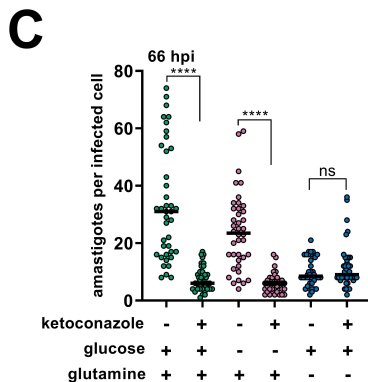 C
66 hpi
**** **** ns
amastigotes per infected cell
80
60
40
20
0
ketoconazole - + - + - +
glucose + + - - + +
glutamine + + + + - -